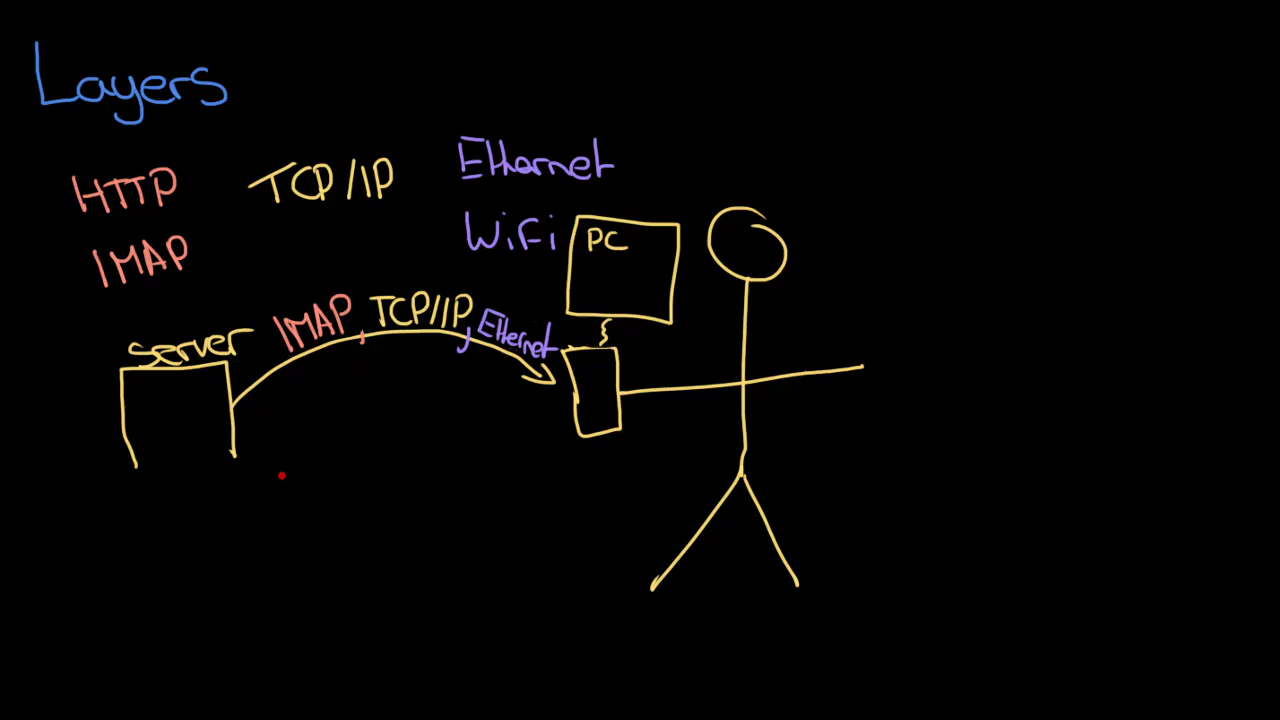 Layers
HTTP TCP/IP Ethernet
IMAP WiFi
PC
Server IMAP, TCP/IP, Ethernet